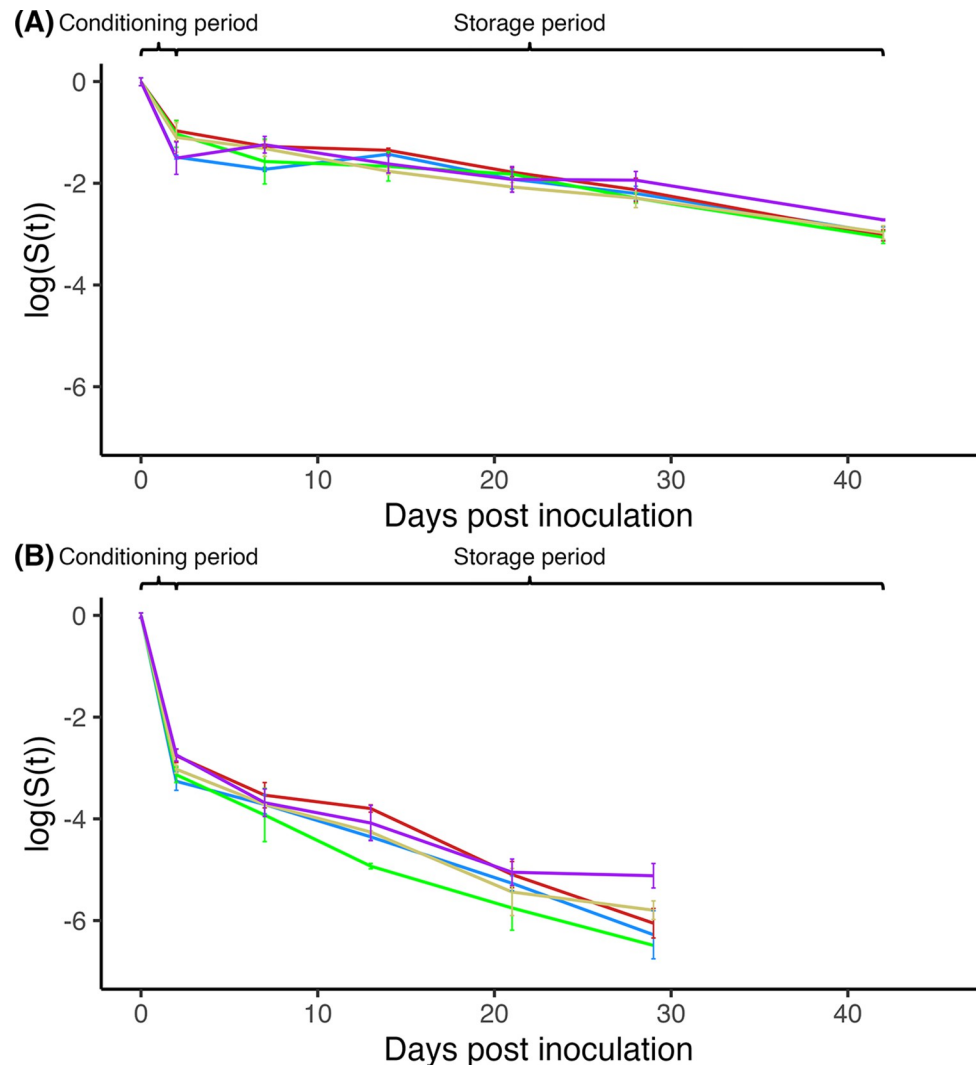 (A) Conditioning period Storage period
0
-2
-4
-6
log(S(t))
0 10 20 30 40
Days post inoculation
(B) Conditioning period Storage period
0
-2
-4
-6
log(S(t))
0 10 20 30 40
Days post inoculation